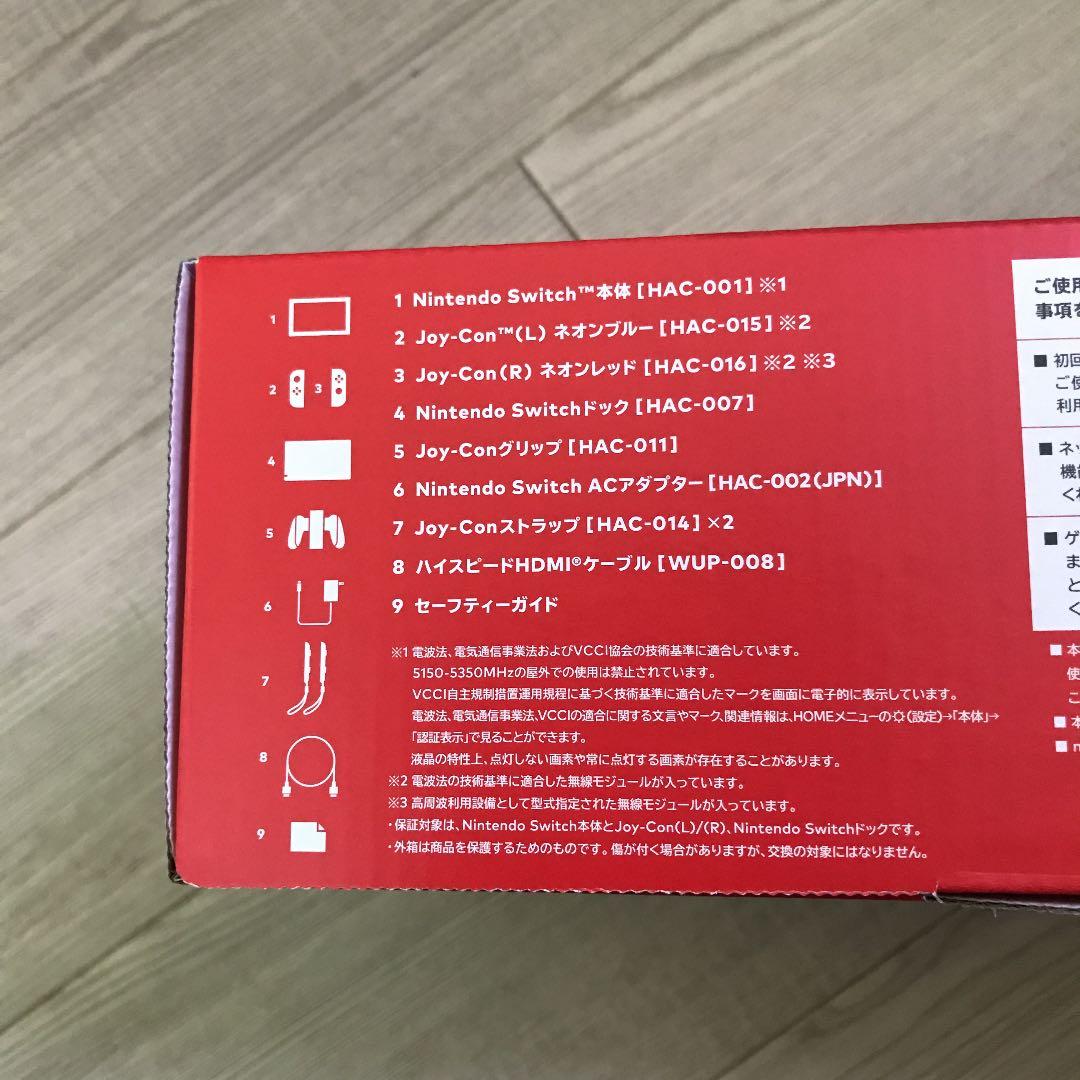 1 Nintendo Switch™本体 [HAC-001] ※1
2 Joy-Con™(L) ネオンブルー [HAC-015] ※2
3 Joy-Con(R) ネオンレッド [HAC-016] ※2 ※3
4 Nintendo Switchドック [HAC-007]
5 Joy-Conグリップ [HAC-011]
6 Nintendo Switch ACアダプター [HAC-002(JPN)]
7 Joy-Conストラップ [HAC-014] ×2
8 ハイスピードHDMI®ケーブル [WUP-008]
9 セーフティーガイド
1
2 3
4
5
6
7
8
9
※1 電波法、電気通信事業法およびVCCI協会の技術基準に適合しています。
5150-5350MHzの屋外での使用は禁止されています。
VCCI自主規制措置運用規程に基づく技術基準に適合したマークを画面に電子的に表示しています。
電波法、電気通信事業法、VCCIの適合に関する文言やマーク、関連情報は、HOMEメニューの(設定)→「本体」→
「認証表示」で見ることができます。
液晶の特性上、点灯しない画素や常に点灯する画素が存在することがあります。
※2 電波法の技術基準に適合した無線モジュールが入っています。
※3 高周波利用設備として型式指定された無線モジュールが入っています。
・保証対象は、Nintendo Switch本体とJoy-Con(L)/(R)、Nintendo Switchドックです。
・外箱は商品を保護するためのものです。傷が付く場合がありますが、交換の対象にはなりません。
ご使用
事項を
■ 初回
ご使
利用
■ ネッ
機能
くわ
■ ゲ
ま
と
く
■ 本
使
こ
■ 本
■ n